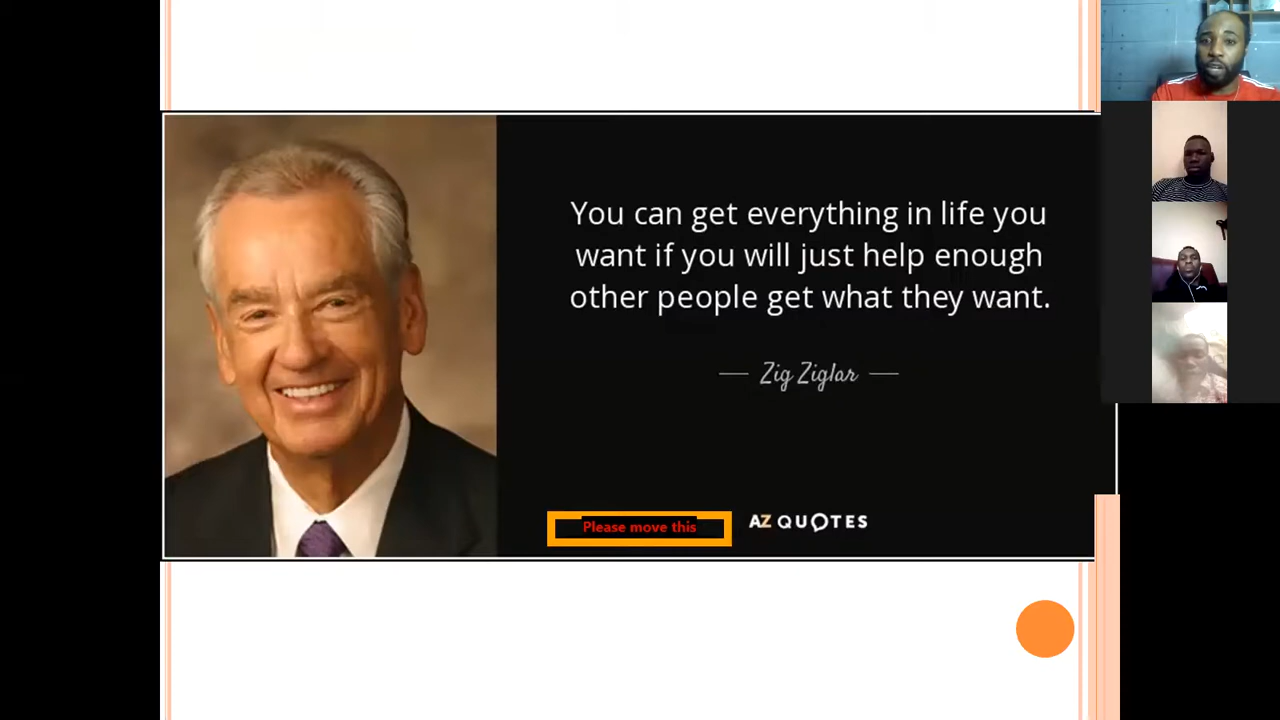 You can get everything in life you
want if you will just help enough
other people get what they want.
Zig Ziglar
Please move this
AZ QUOTES